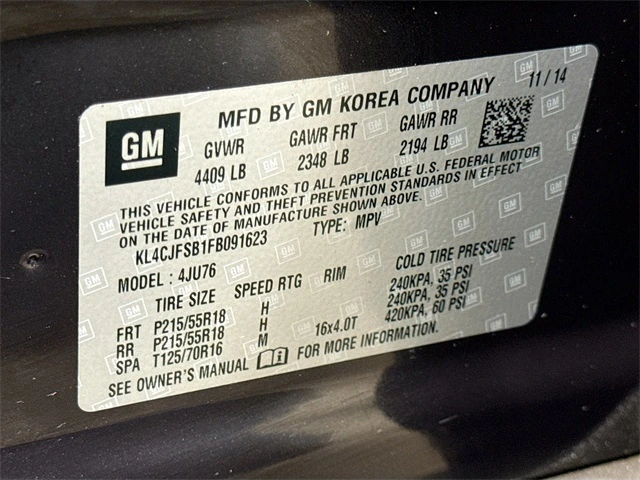 11/14
MFD BY GM KOREA COMPANY
GM
GVWR GAWR FRT GAWR RR
4409 LB 2348 LB 2194 LB
THIS VEHICLE CONFORMS TO ALL APPLICABLE U.S. FEDERAL MOTOR
VEHICLE SAFETY AND THEFT PREVENTION STANDARDS IN EFFECT
ON THE DATE OF MANUFACTURE SHOWN ABOVE.
KL4CJFSB1FB091623 TYPE: MPV
MODEL : 4JU76
TIRE SIZE SPEED RTG RIM COLD TIRE PRESSURE
FRT P215/55R18 H 240KPA, 35 PSI
RR P215/55R18 H 240KPA, 35 PSI
SPA T125/70R16 M 16x4.0T 420KPA, 60 PSI
SEE OWNER'S MANUAL FOR MORE INFORMATION.